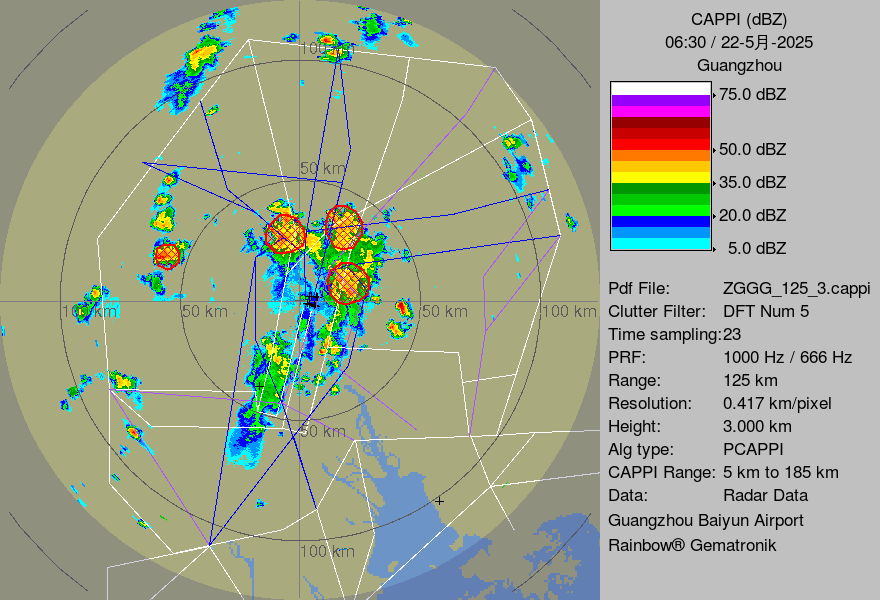 CAPPI (dBZ)
06:30 / 22-5月-2025
Guangzhou
75.0 dBZ
50.0 dBZ
35.0 dBZ
20.0 dBZ
5.0 dBZ
Pdf File: ZGGG_125_3.cappi
Clutter Filter: DFT Num 5
Time sampling:23
PRF: 1000 Hz / 666 Hz
Range: 125 km
Resolution: 0.417 km/pixel
Height: 3.000 km
Alg type: PCAPPI
CAPPI Range: 5 km to 185 km
Data: Radar Data
Guangzhou Baiyun Airport
Rainbow® Gematronik
100 km
50 km
100 km
50 km
50 km
100 km
50 km
100 km